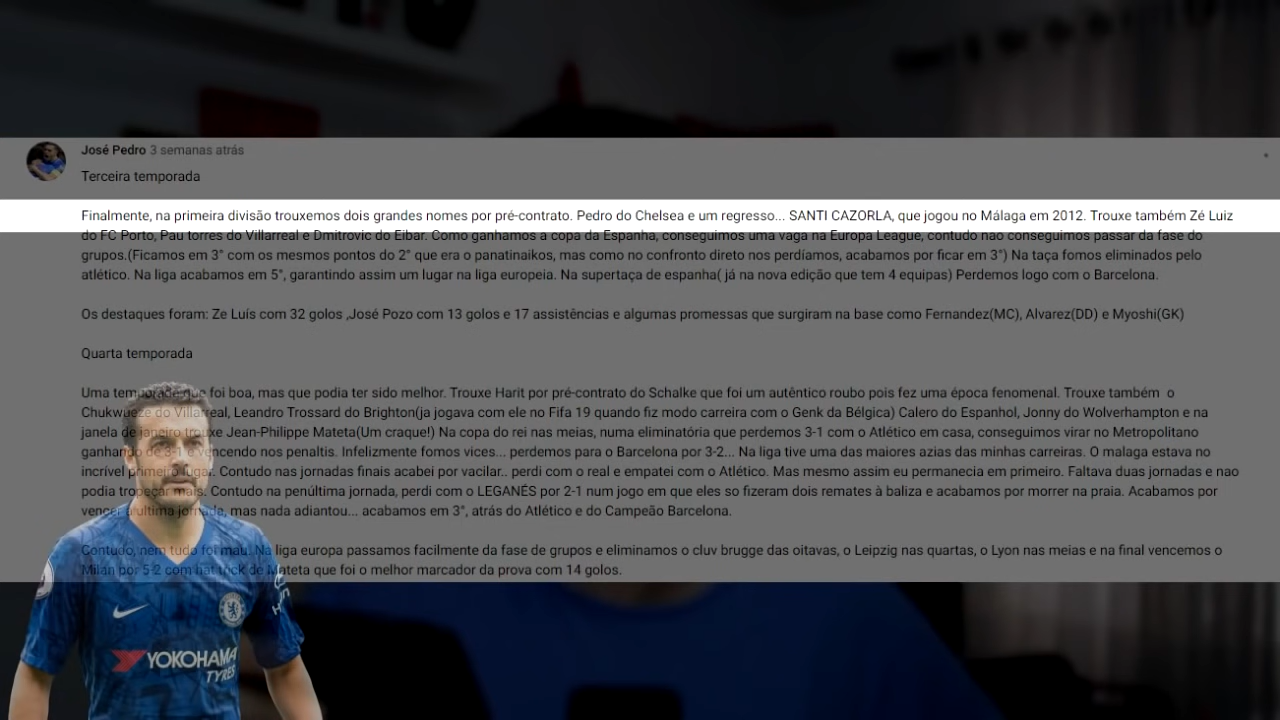 José Pedro 3 semanas atrás
Terceira temporada
Finalmente, na primeira divisão trouxemos dois grandes nomes por pré-contrato. Pedro do Chelsea e um regresso... SANTI CAZORLA, que jogou no Málaga em 2012. Trouxe também Zé Luiz
do FC Porto, Pau torres do Villarreal e Dmitrovic do Eibar. Como ganhamos a copa da Espanha, conseguimos uma vaga na Europa League, contudo nao conseguimos passar da fase do
grupos.(Ficamos em 3° com os mesmos pontos do 2° que era o panatinaikos, mas como no confronto direto nos perdíamos, acabamos por ficar em 3°) Na taça fomos eliminados pelo
atlético. Na liga acabamos em 5°, garantindo assim um lugar na liga europeia. Na supertaça de espanha( já na nova edição que tem 4 equipas) Perdemos logo com o Barcelona.
Os destaques foram: Ze Luís com 32 golos ,José Pozo com 13 golos e 17 assistências e algumas promessas que surgiram na base como Fernandez(MC), Alvarez(DD) e Myoshi(GK)
Quarta temporada
Uma temporade que foi boa, mas que podia ter sido melhor. Trouxe Harit por pré-contrato do Schalke que foi um autêntico roubo pois fez uma época fenomenal. Trouxe também o
Chukwueze do Villarreal, Leandro Trossard do Brighton(ja jogava com ele no Fifa 19 quando fiz modo carreira com o Genk da Bélgica) Calero do Espanhol, Jonny do Wolverhampton e na
janela de janeiro trouxe Jean-Philippe Mateta(Um craque!) Na copa do rei nas meias, numa eliminatória que perdemos 3-1 com o Atlético em casa, conseguimos virar no Metropolitano
ganhando de 3-1 e vencendo nos penaltis. Infelizmente fomos vices... perdemos para o Barcelona por 3-2... Na liga tive uma das maiores azias das minhas carreiras. O malaga estava no
incrível primeiro lugar. Contudo nas jornadas finais acabei por vacilar.. perdi com o real e empatei com o Atlético. Mas mesmo assim eu permanecia em primeiro. Faltava duas jornadas e nao
podia tropeçar mais. Contudo na penúltima jornada, perdi com o LEGANÉS por 2-1 num jogo em que eles so fizeram dois remates à baliza e acabamos por morrer na praia. Acabamos por
vencer a ultima jornada, mas nada adiantou... acabamos em 3°, atrás do Atlético e do Campeão Barcelona.
Contudo, nem tudo foi mau. Na liga europa passamos facilmente da fase de grupos e eliminamos o cluv brugge das oitavas, o Leipzig nas quartas, o Lyon nas meias e na final vencemos o
Milan por 5-2 com hat trick de Mateta que foi o melhor marcador da prova com 14 golos.
YOKOHAMA
TYRES